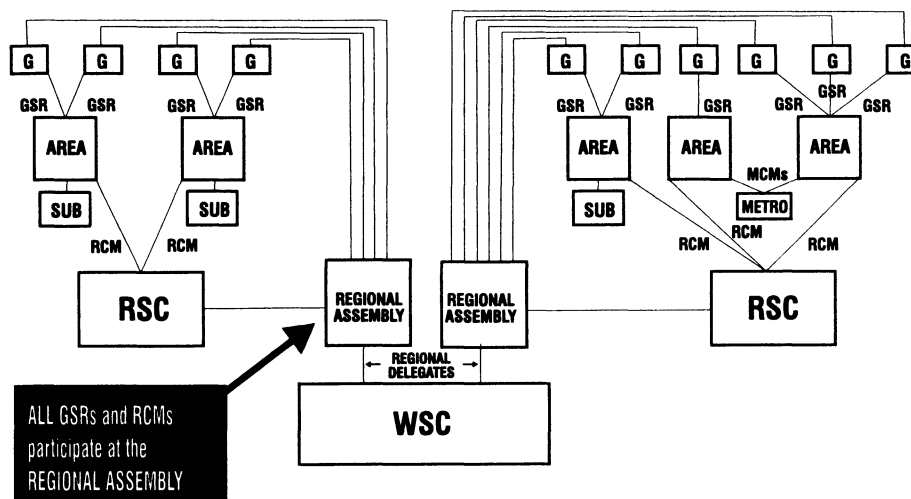 G G G G G G G G G G
GSR GSR GSR GSR GSR GSR GSR GSR GSR GSR
AREA AREA AREA AREA AREA
MCMs
SUB SUB SUB METRO
RCM RCM RCM RCM RCM
RSC REGIONAL REGIONAL RSC
ASSEMBLY ASSEMBLY
REGIONAL
DELEGATES
WSC
ALL GSRs and RCMs
participate at the
REGIONAL ASSEMBLY